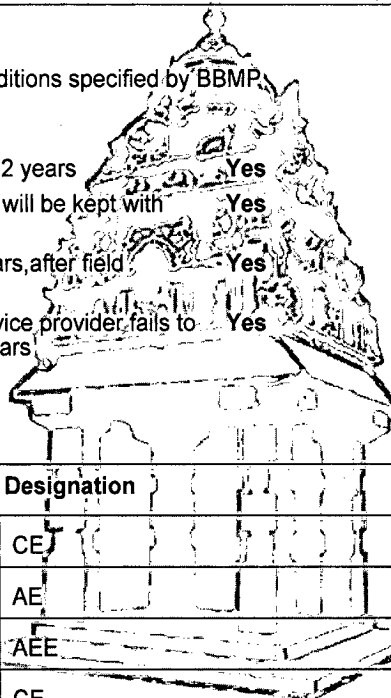 ditions specified by BBMP
2 years Yes
will be kept with Yes
ars,after field Yes
vice provider fails to Yes
ars
Designation
CE
AE
AEE
CE